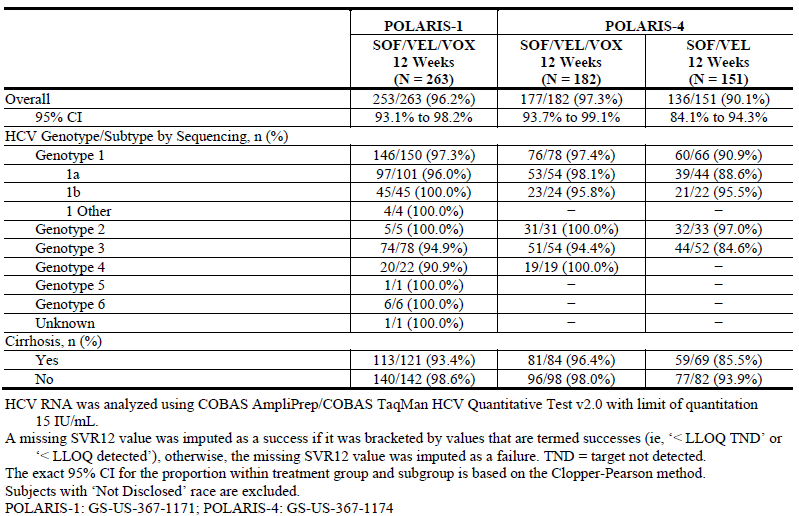 POLARIS-1 POLARIS-4
SOF/VEL/VOX SOF/VEL/VOX SOF/VEL
12 Weeks 12 Weeks 12 Weeks
(N = 263) (N = 182) (N = 151)
Overall 253/263 (96.2%) 177/182 (97.3%) 136/151 (90.1%)
95% CI 93.1% to 98.2% 93.7% to 99.1% 84.1% to 94.3%
HCV Genotype/Subtype by Sequencing, n (%)
Genotype 1 146/150 (97.3%) 76/78 (97.4%) 60/66 (90.9%)
1a 97/101 (96.0%) 53/54 (98.1%) 39/44 (88.6%)
1b 45/45 (100.0%) 23/24 (95.8%) 21/22 (95.5%)
1 Other 4/4 (100.0%) − −
Genotype 2 5/5 (100.0%) 31/31 (100.0%) 32/33 (97.0%)
Genotype 3 74/78 (94.9%) 51/54 (94.4%) 44/52 (84.6%)
Genotype 4 20/22 (90.9%) 19/19 (100.0%) −
Genotype 5 1/1 (100.0%) − −
Genotype 6 6/6 (100.0%) − −
Unknown 1/1 (100.0%) − −
Cirrhosis, n (%)
Yes 113/121 (93.4%) 81/84 (96.4%) 59/69 (85.5%)
No 140/142 (98.6%) 96/98 (98.0%) 77/82 (93.9%)
HCV RNA was analyzed using COBAS AmpliPrep/COBAS TaqMan HCV Quantitative Test v2.0 with limit of quantitation
15 IU/mL.
A missing SVR12 value was imputed as a success if it was bracketed by values that are termed successes (ie, ‘< LLOQ TND’ or
‘< LLOQ detected’), otherwise, the missing SVR12 value was imputed as a failure. TND = target not detected.
The exact 95% CI for the proportion within treatment group and subgroup is based on the Clopper-Pearson method.
Subjects with ‘Not Disclosed’ race are excluded.
POLARIS-1: GS-US-367-1171; POLARIS-4: GS-US-367-1174